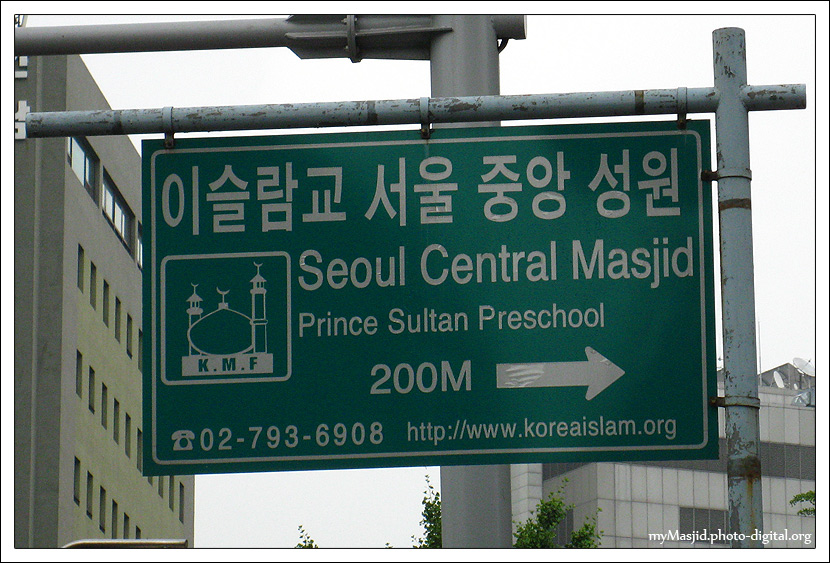 이슬람교 서울 중앙 성원
Seoul Central Masjid
Prince Sultan Preschool
K.M.F
200M
☎02-793-6908 http://www.koreaislam.org
myMasjid.photo-digital.org